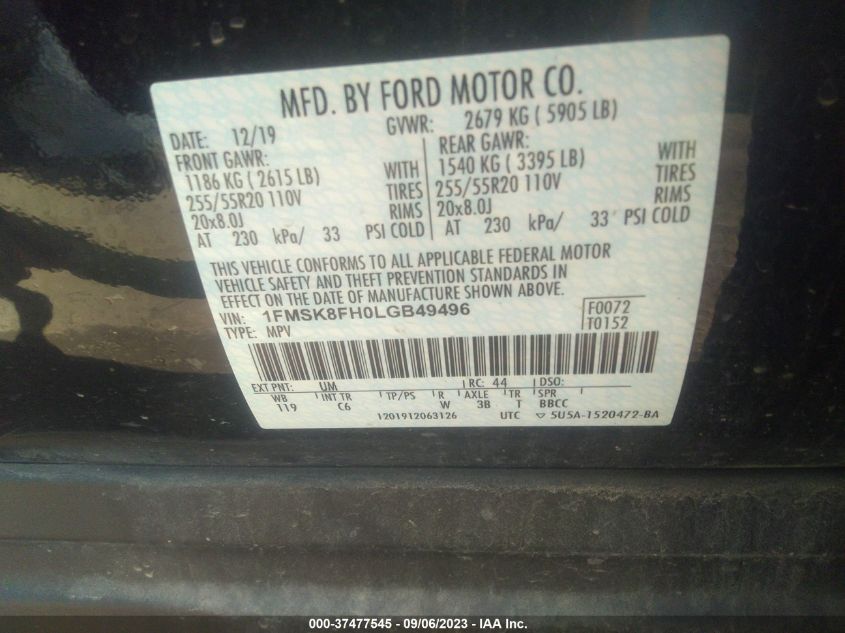 MFD. BY FORD MOTOR CO.
DATE: 12/19 GVWR: 2679 KG ( 5905 LB)
FRONT GAWR: REAR GAWR:
1186 KG ( 2615 LB) WITH 1540 KG ( 3395 LB) WITH
255/55R20 110V TIRES 255/55R20 110V TIRES
20x8.0J RIMS 20x8.0J RIMS
AT 230 kPa/ 33 PSI COLD AT 230 kPa/ 33 PSI COLD
THIS VEHICLE CONFORMS TO ALL APPLICABLE FEDERAL MOTOR
VEHICLE SAFETY AND THEFT PREVENTION STANDARDS IN
EFFECT ON THE DATE OF MANUFACTURE SHOWN ABOVE.
VIN: 1FMSK8FH0LGB49496 F0072
TYPE: MPV T0152
EXT PNT: UM RC: 44 DSO:
WB INT TR TP/PS R AXLE TR SPR
119 C6 W 3B T BBCC
1201912063126 UTC ▽ 5U5A-1520472-BA
000-37477545 - 09/06/2023 - IAA Inc.